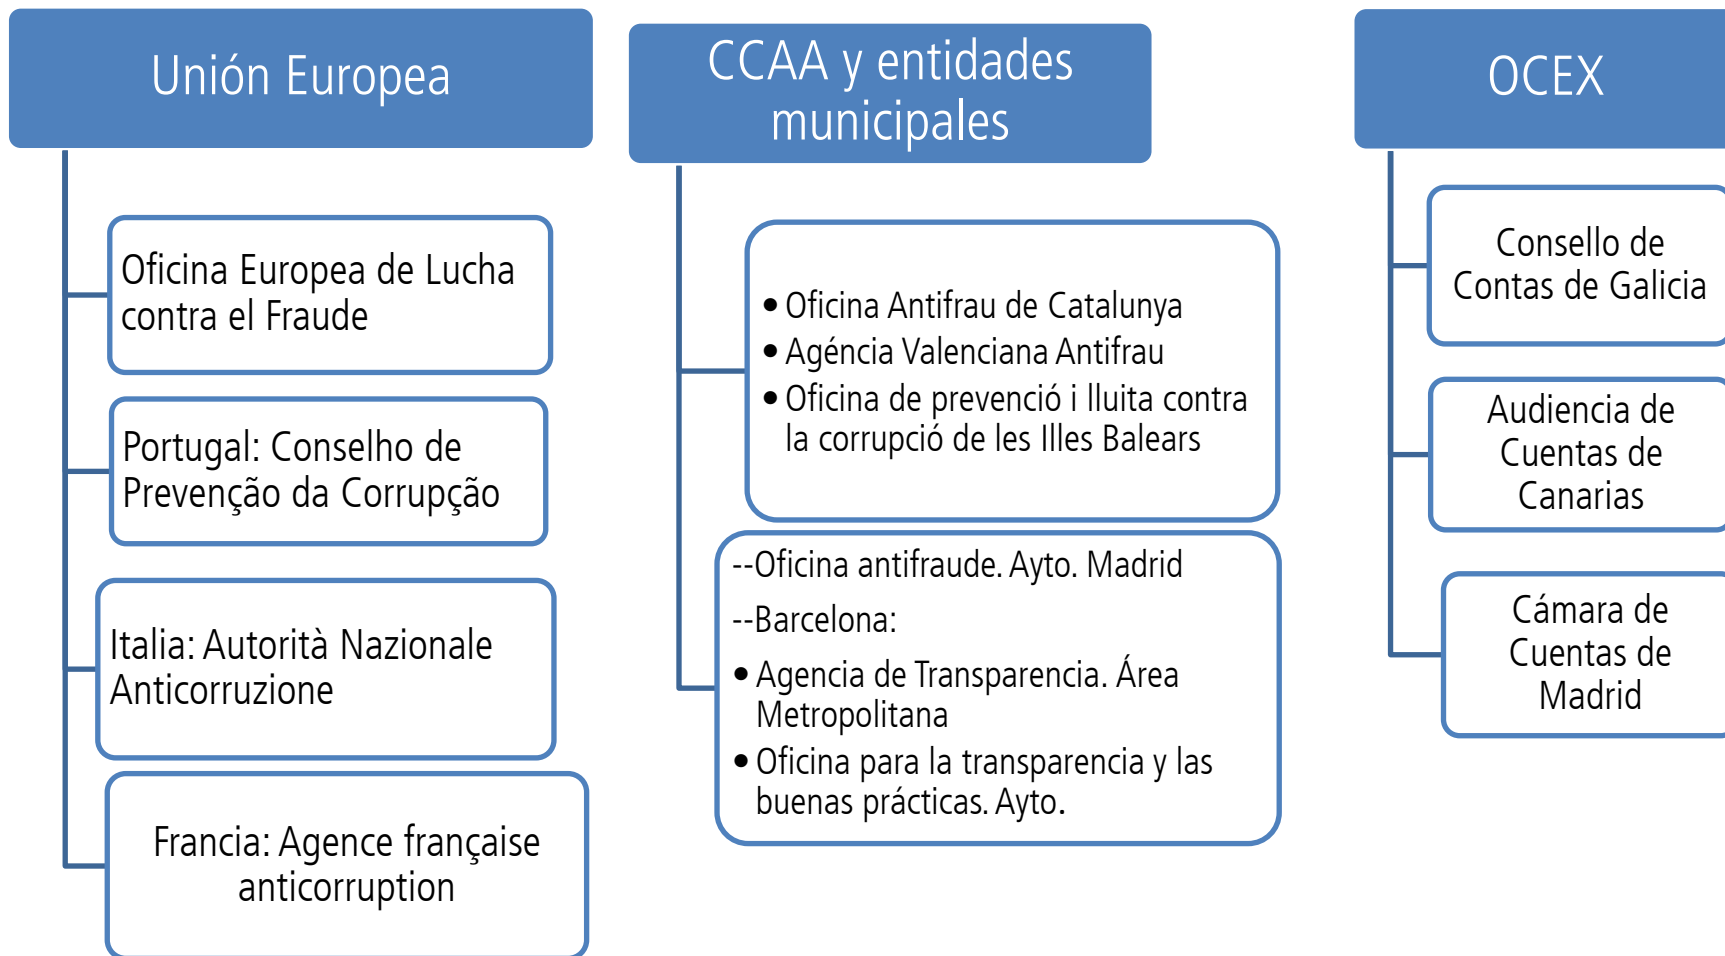 Unión Europea
Oficina Europea de Lucha
contra el Fraude
Portugal: Conselho de
Prevenção da Corrupção
Italia: Autorità Nazionale
Anticorruzione
Francia: Agence française
anticorruption
CCAA y entidades
municipales
• Oficina Antifrau de Catalunya
• Agéncia Valenciana Antifrau
• Oficina de prevenció i lluita contra
la corrupció de les Illes Balears
--Oficina antifraude. Ayto. Madrid
--Barcelona:
• Agencia de Transparencia. Área
Metropolitana
• Oficina para la transparencia y las
buenas prácticas. Ayto.
OCEX
Consello de
Contas de Galicia
Audiencia de
Cuentas de
Canarias
Cámara de
Cuentas de
Madrid